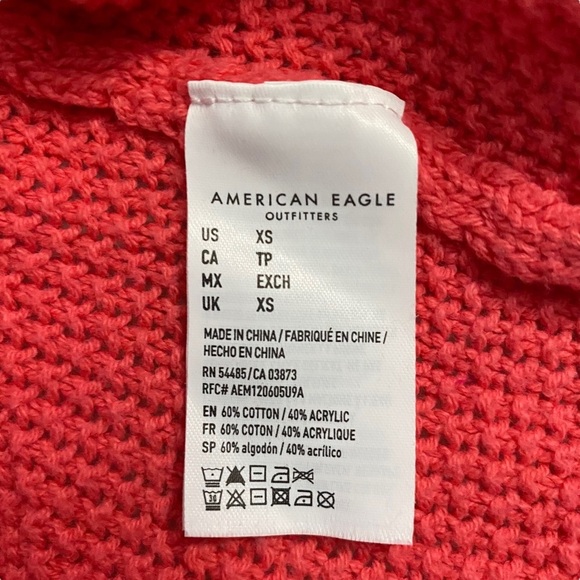 AMERICAN EAGLE
OUTFITTERS
US XS
CA TP
MX EXCH
UK XS
MADE IN CHINA / FABRIQUÉ EN CHINE /
HECHO EN CHINA
RN 54485 / CA 03873
RFC# AEM120605U9A
EN 60% COTTON / 40% ACRYLIC
FR 60% COTON / 40% ACRYLIQUE
SP 60% algodón / 40% acrílico
30